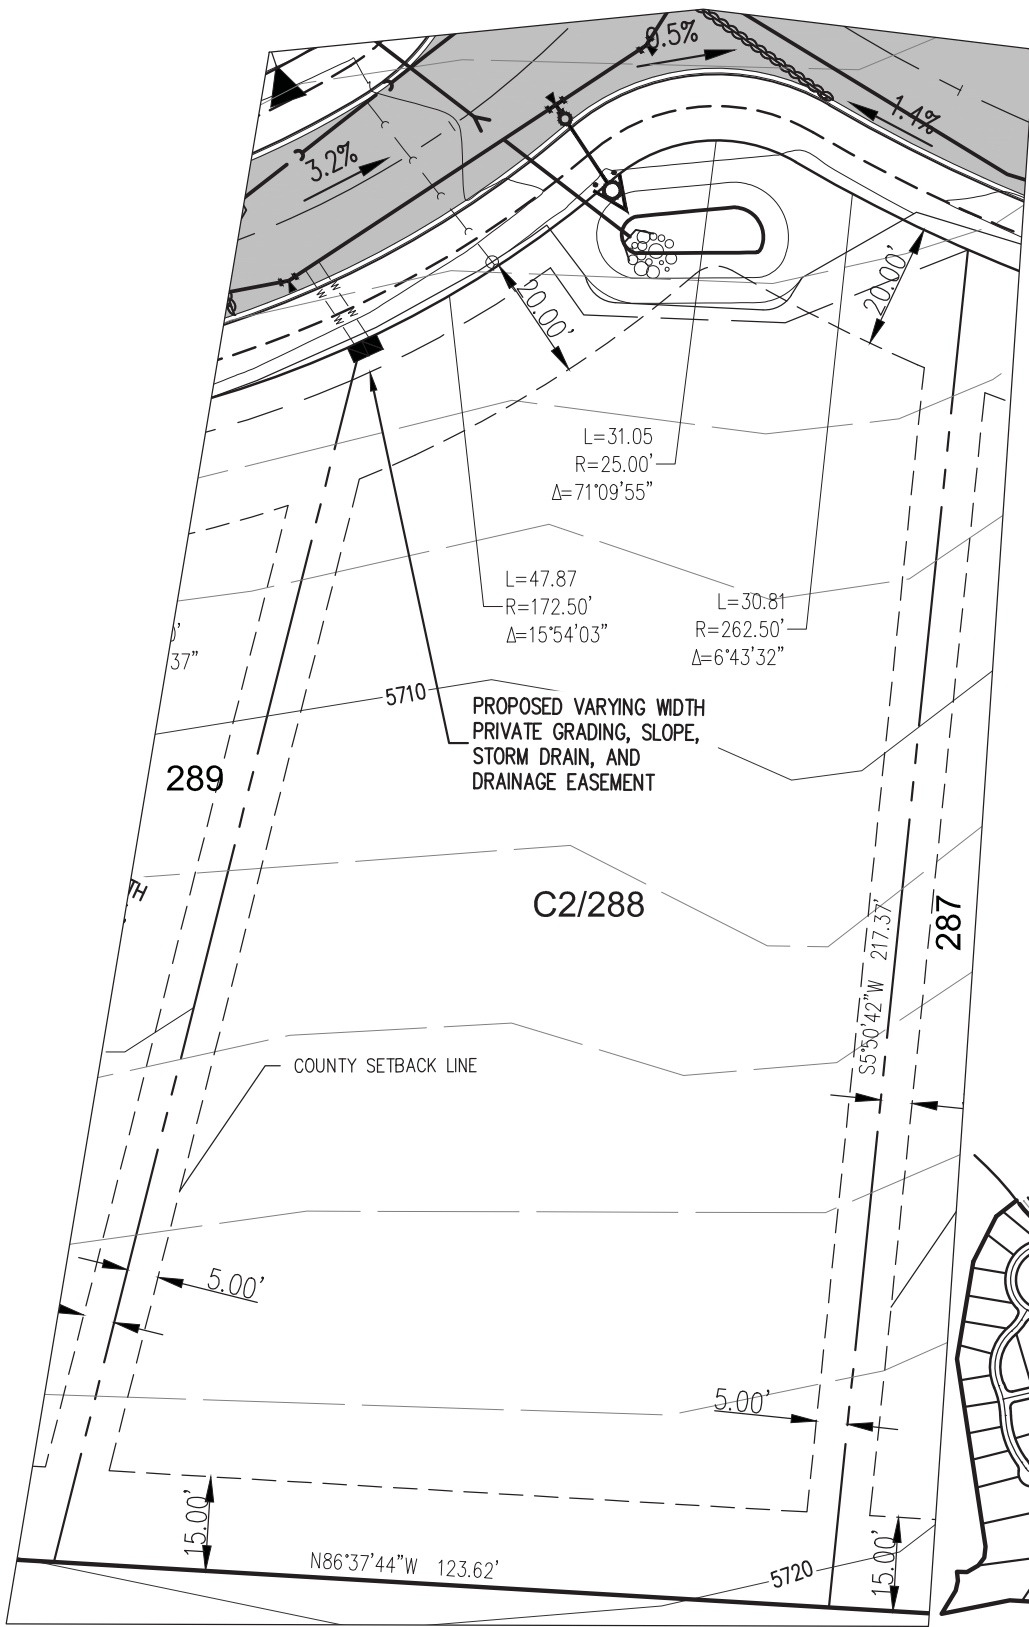 0.5%
1.4%
3.2%
20.00'
20.00'
L=31.05
R=25.00'
Δ=71°09'55"
L=47.87
R=172.50'
Δ=15°54'03"
L=30.81
R=262.50'
Δ=6°43'32"
37"
5710
PROPOSED VARYING WIDTH
PRIVATE GRADING, SLOPE,
STORM DRAIN, AND
DRAINAGE EASEMENT
289
TH
C2/288
287
S5°50'42"W 217.37'
COUNTY SETBACK LINE
5.00'
5.00'
15.00'
N86°37'44"W 123.62'
5720
15.00'